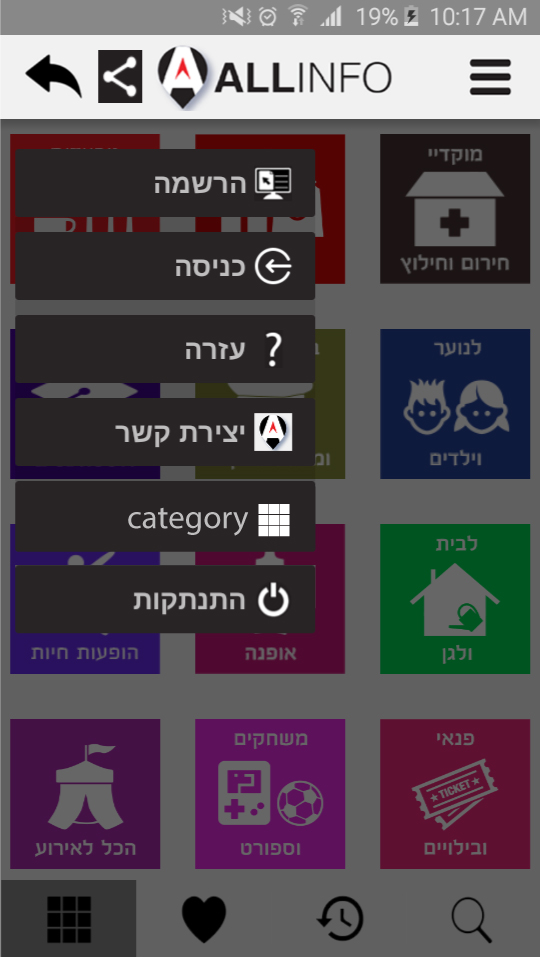 19% 10:17 AM
ALLINFO
מוקדיי
חירום וחילוץ
הרשמה
כניסה
עזרה
יצירת קשר
category
התנתקות
לנוער
וילדים
לבית
ולגן
אופנה
הופעות חיות
פנאי
TICKET
ובילויים
משחקים
וספורט
הכל לאירוע